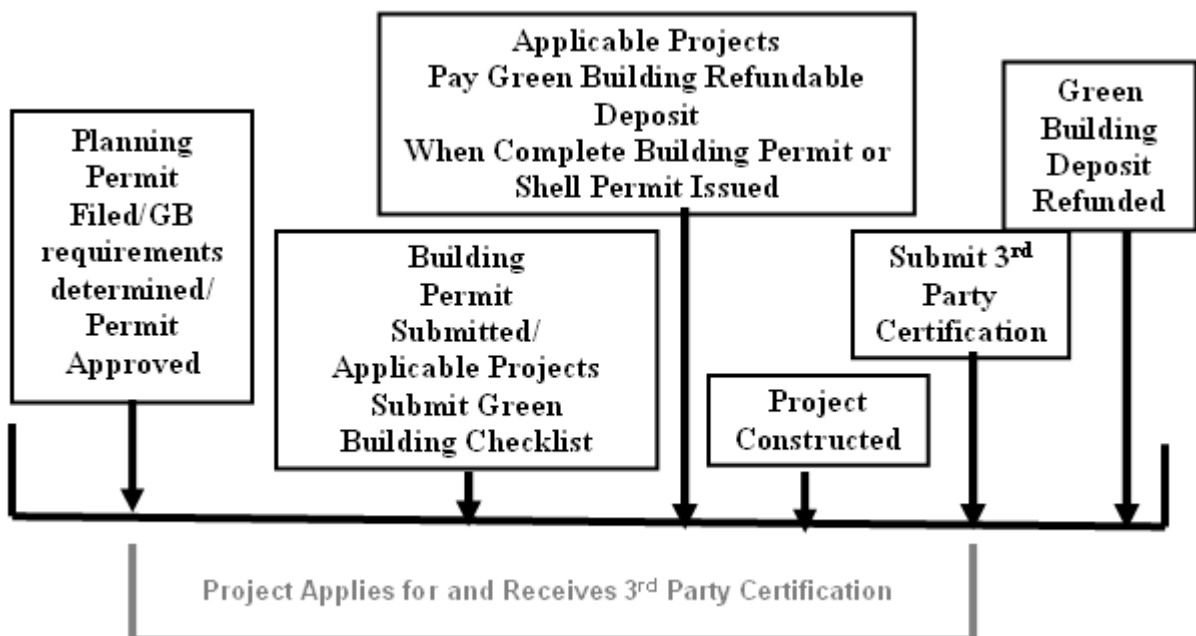 Planning
Permit
Filed/GB
requirements
determined/
Permit
Approved
Building
Permit
Submitted/
Applicable Projects
Submit Green
Building Checklist
Applicable Projects
Pay Green Building Refundable
Deposit
When Complete Building Permit or
Shell Permit Issued
Project
Constructed
Submit 3rd
Party
Certification
Green
Building
Deposit
Refunded
Project Applies for and Receives 3rd Party Certification